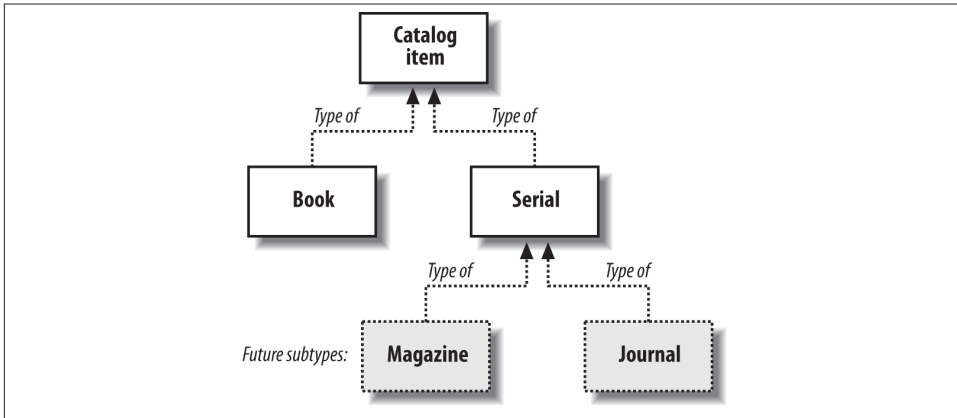 Catalog
item
Type of
Type of
Book
Serial
Type of
Type of
Future subtypes:
Magazine
Journal